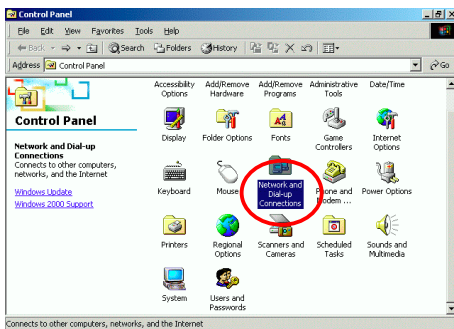 Control Panel
File Edit View Favorites Tools Help
Back Search Folders History
Address Control Panel Go
Control Panel
Network and Dial-up
Connections
Connects to other computers,
networks, and the Internet
Windows Update
Windows 2000 Support
Accessibility
Options
Add/Remove
Hardware
Add/Remove
Programs
Administrative
Tools
Date/Time
Display
Folder Options
Fonts
Game
Controllers
Internet
Options
Keyboard
Mouse
Network and
Dial-up
Connections
Phone and
Modem ...
Power Options
Printers
Regional
Options
Scanners and
Cameras
Scheduled
Tasks
Sounds and
Multimedia
System
Users and
Passwords
Connects to other computers, networks, and the Internet